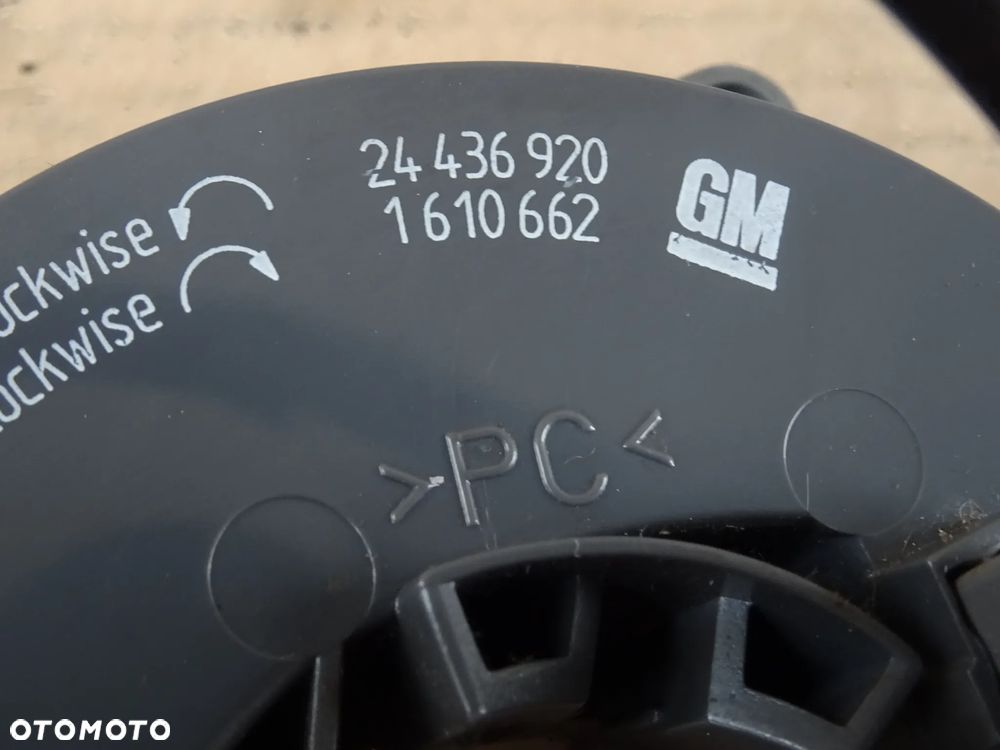 24 436 920
1 610 662
GM
ockwise
ockwise
>PC<
OTOMOTO